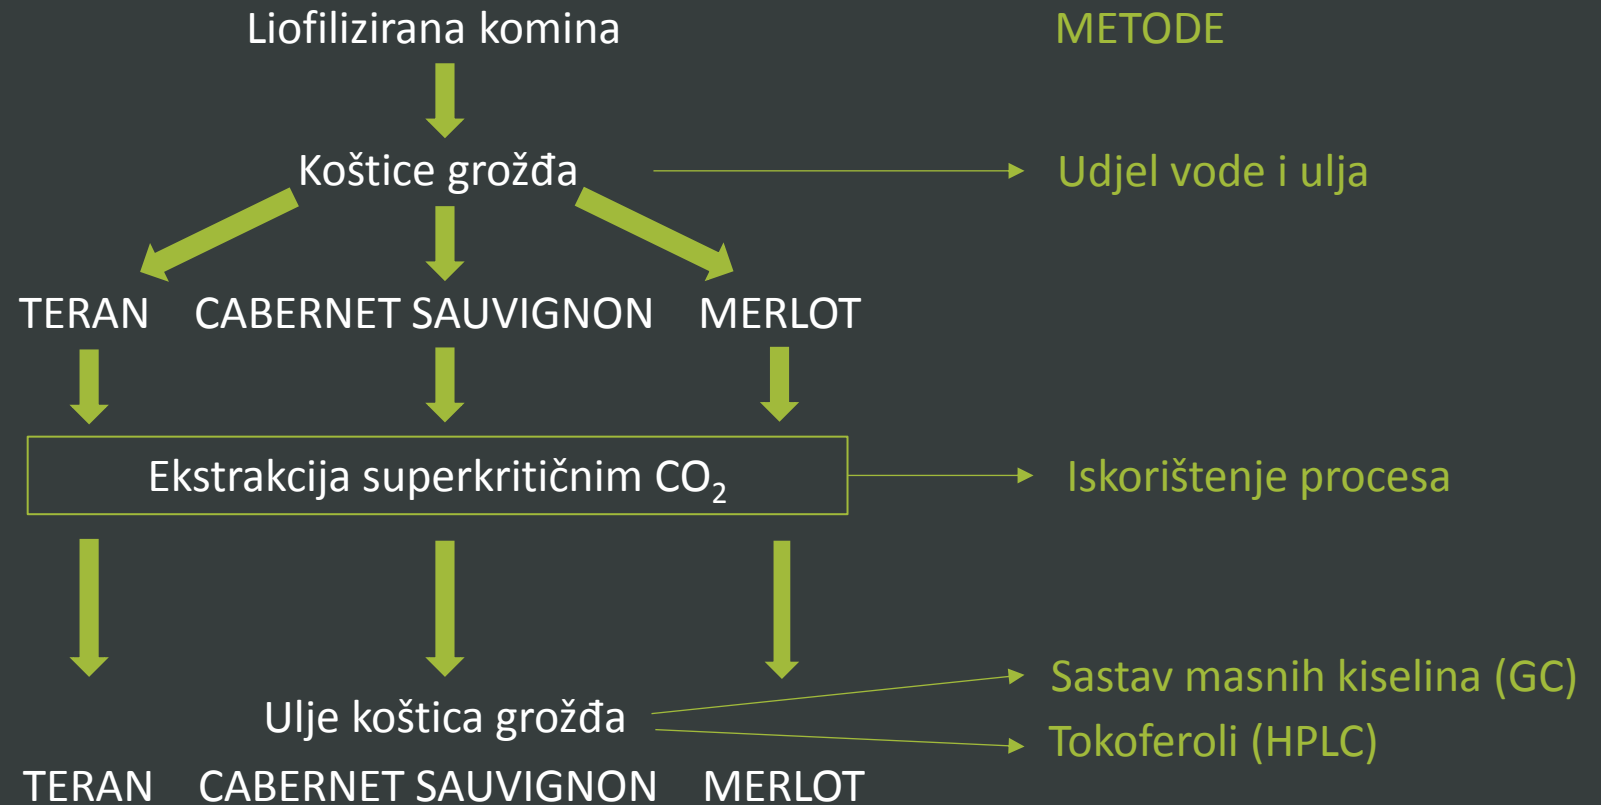 Liofilizirana komina
METODE
Koštice grožđa
Udjel vode i ulja
TERAN CABERNET SAUVIGNON MERLOT
Ekstrakcija superkritičnim CO₂
Iskorištenje procesa
Sastav masnih kiselina (GC)
Ulje koštica grožđa
Tokoferoli (HPLC)
TERAN CABERNET SAUVIGNON MERLOT